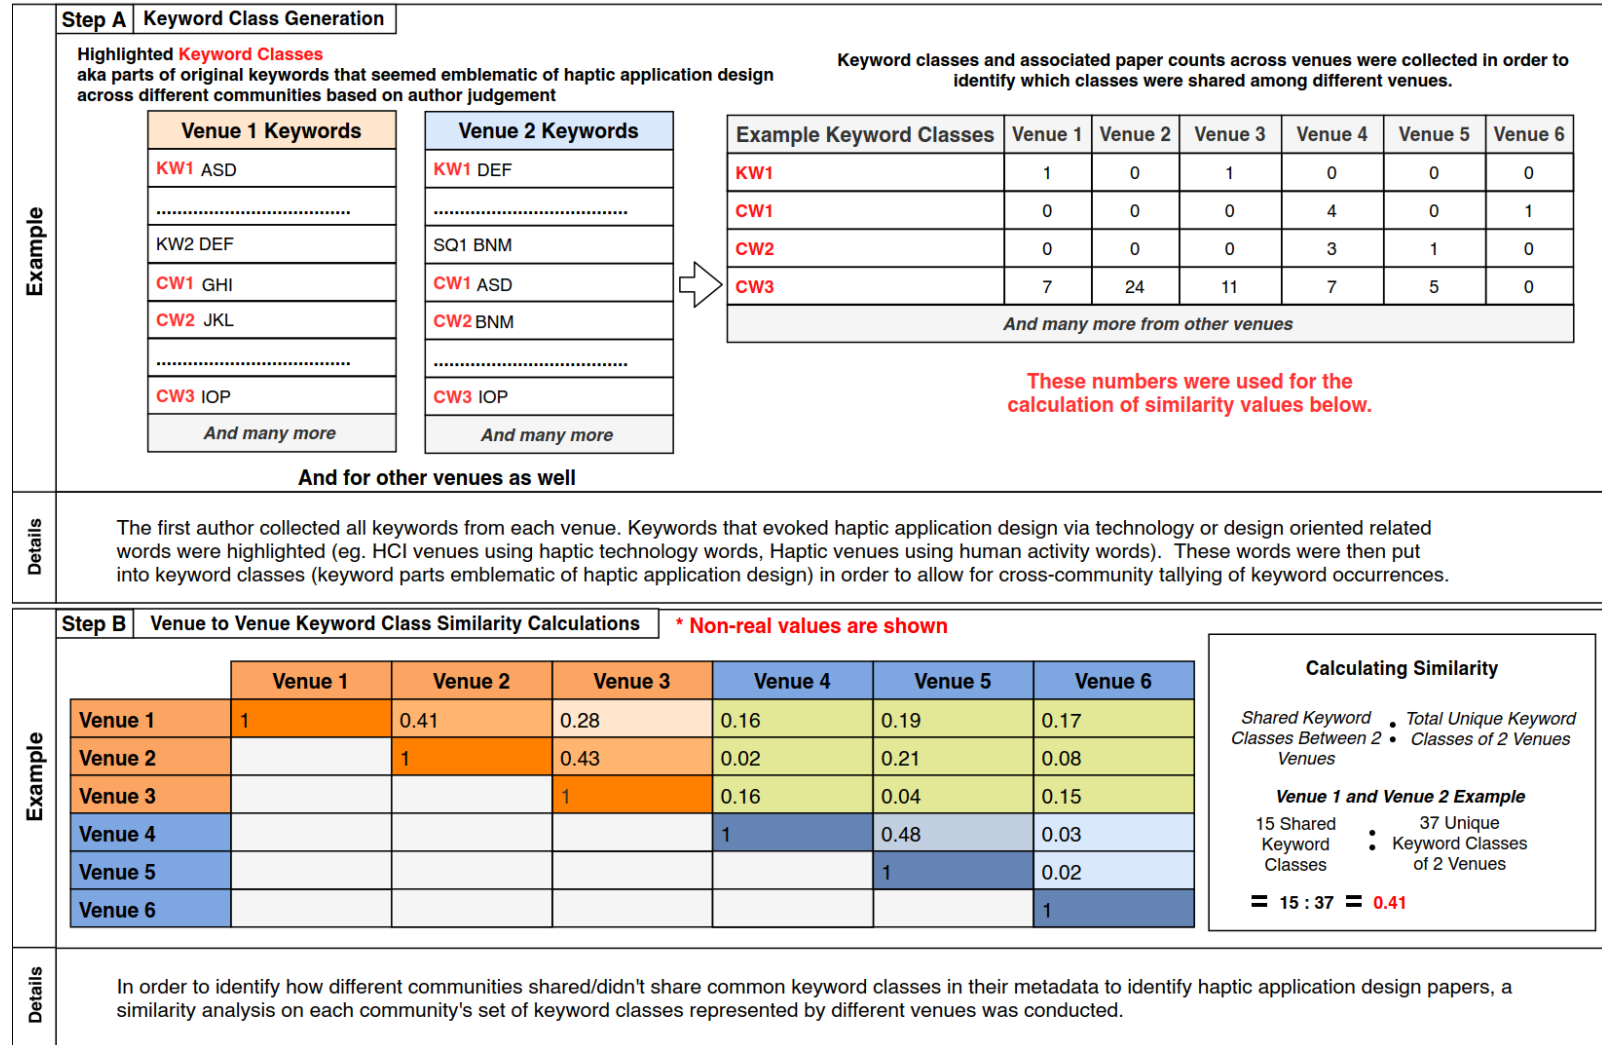 Step A Keyword Class Generation
Example
Highlighted Keyword Classes
aka parts of original keywords that seemed emblematic of haptic application design
across different communities based on author judgement
Venue 1 Keywords
KW1 ASD
.....................................
KW2 DEF
CW1 GHI
CW2 JKL
.....................................
CW3 IOP
And many more
Venue 2 Keywords
KW1 DEF
.....................................
SQ1 BNM
CW1 ASD
CW2 BNM
.....................................
CW3 IOP
And many more
And for other venues as well
Keyword classes and associated paper counts across venues were collected in order to
identify which classes were shared among different venues.
Example Keyword Classes Venue 1 Venue 2 Venue 3 Venue 4 Venue 5 Venue 6
KW1 1 0 1 0 0 0
CW1 0 0 0 4 0 1
CW2 0 0 0 3 1 0
CW3 7 24 11 7 5 0
And many more from other venues
These numbers were used for the
calculation of similarity values below.
Details
The first author collected all keywords from each venue. Keywords that evoked haptic application design via technology or design oriented related
words were highlighted (eg. HCI venues using haptic technology words, Haptic venues using human activity words). These words were then put
into keyword classes (keyword parts emblematic of haptic application design) in order to allow for cross-community tallying of keyword occurrences.
Step B Venue to Venue Keyword Class Similarity Calculations * Non-real values are shown
Example
Venue 1 Venue 2 Venue 3 Venue 4 Venue 5 Venue 6
Venue 1 1 0.41 0.28 0.16 0.19 0.17
Venue 2 1 0.43 0.02 0.21 0.08
Venue 3 1 0.16 0.04 0.15
Venue 4 1 0.48 0.03
Venue 5 1 0.02
Venue 6 1
Calculating Similarity
Shared Keyword
Classes Between 2
Venues
:
Total Unique Keyword
Classes of 2 Venues
Venue 1 and Venue 2 Example
15 Shared
Keyword
Classes
:
37 Unique
Keyword Classes
of 2 Venues
= 15 : 37 = 0.41
Details
In order to identify how different communities shared/didn't share common keyword classes in their metadata to identify haptic application design papers, a
similarity analysis on each community's set of keyword classes represented by different venues was conducted.